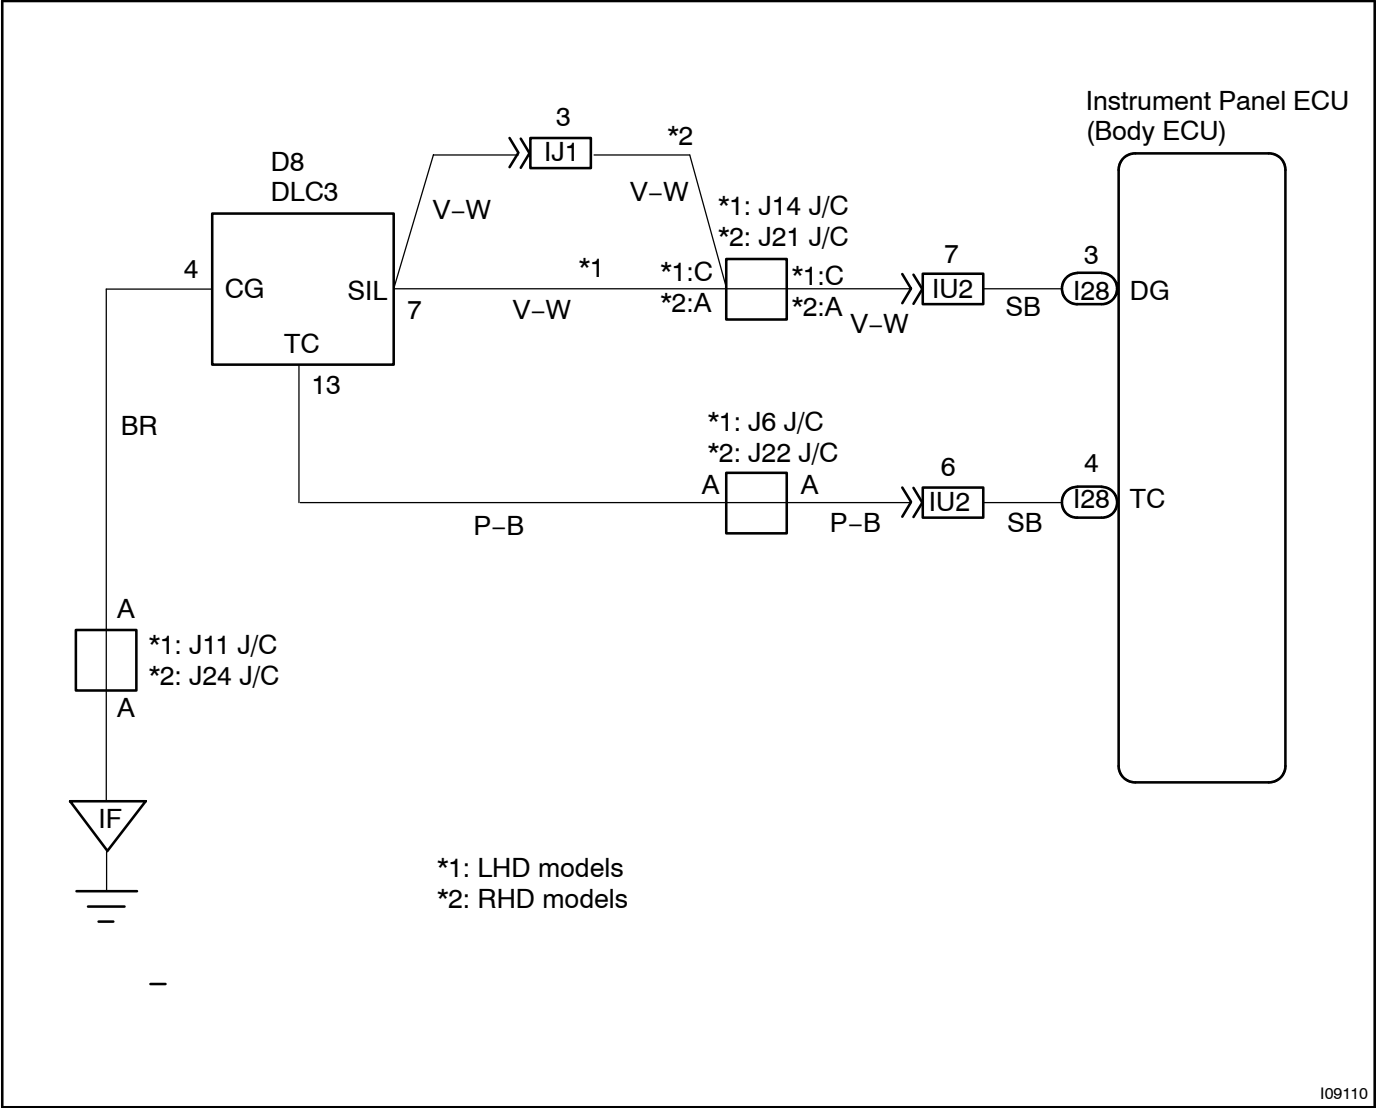 Instrument Panel ECU
(Body ECU)
3
IJ1
*2
D8
DLC3
V–W
V–W
*1: J14 J/C
*2: J21 J/C
4
CG
SIL
7
*1
V–W
*1:C
*2:A
*1:C
*2:A
V–W
7
IU2
SB
3
I28
DG
TC
13
BR
*1: J6 J/C
*2: J22 J/C
A
A
P–B
P–B
6
IU2
SB
4
I28
TC
A
*1: J11 J/C
*2: J24 J/C
A
IF
*1: LHD models
*2: RHD models
–
I09110